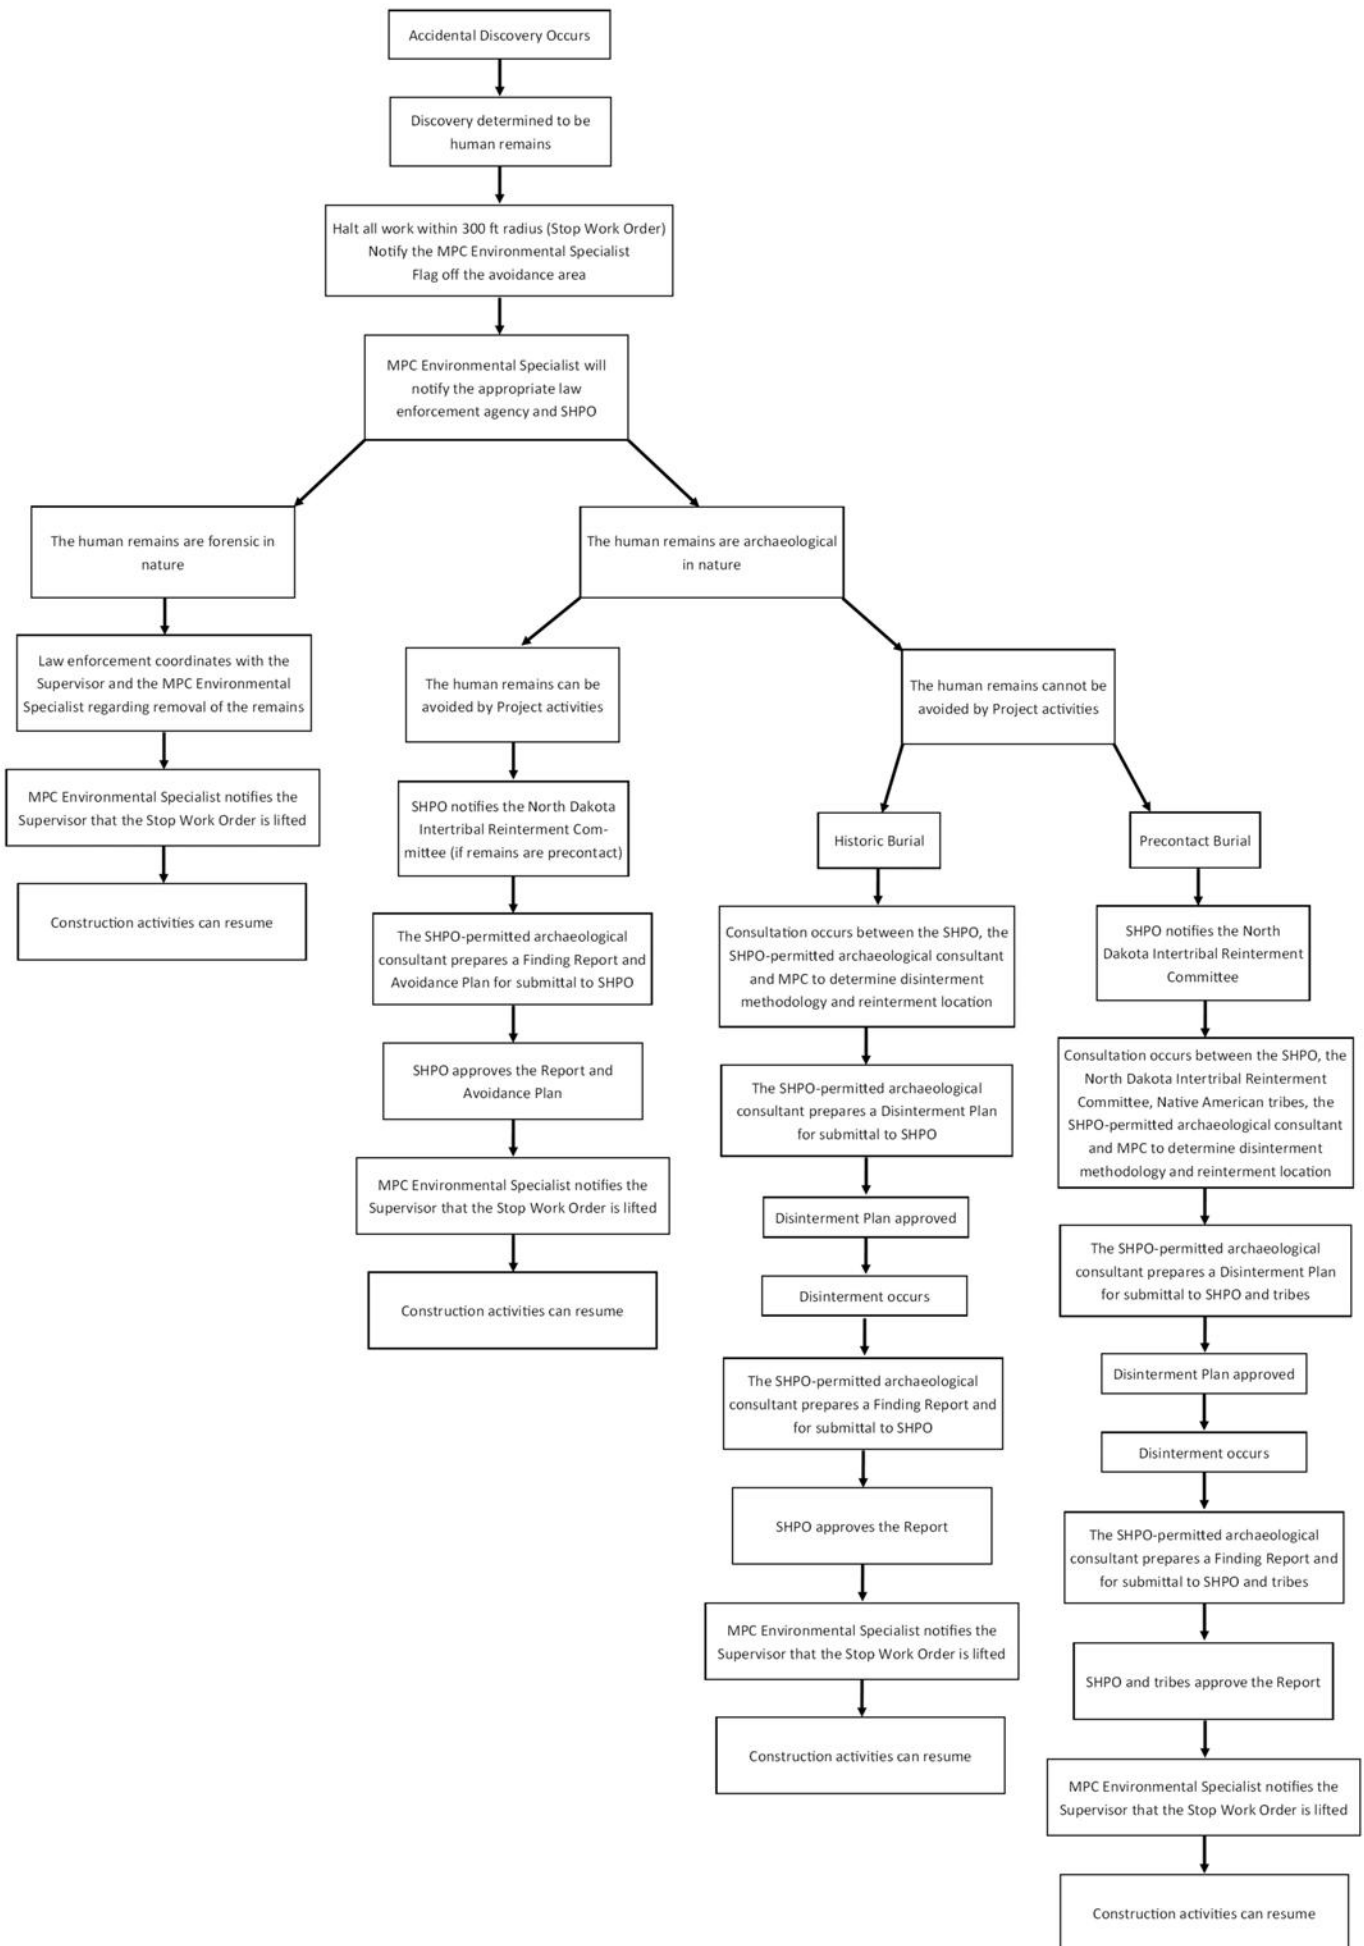 Accidental Discovery Occurs
Discovery determined to be
human remains
Halt all work within 300 ft radius (Stop Work Order)
Notify the MPC Environmental Specialist
Flag off the avoidance area
MPC Environmental Specialist will
notify the appropriate law
enforcement agency and SHPO
The human remains are forensic in
nature
Law enforcement coordinates with the
Supervisor and the MPC Environmental
Specialist regarding removal of the remains
MPC Environmental Specialist notifies the
Supervisor that the Stop Work Order is lifted
Construction activities can resume
The human remains are archaeological
in nature
The human remains can be
avoided by Project activities
SHPO notifies the North Dakota
Intertribal Reinterment Com-
mittee (if remains are precontact)
The SHPO-permitted archaeological
consultant prepares a Finding Report and
Avoidance Plan for submittal to SHPO
SHPO approves the Report and
Avoidance Plan
MPC Environmental Specialist notifies the
Supervisor that the Stop Work Order is lifted
Construction activities can resume
The human remains cannot be
avoided by Project activities
Historic Burial
Consultation occurs between the SHPO, the
SHPO-permitted archaeological consultant
and MPC to determine disinterment
methodology and reinterment location
The SHPO-permitted archaeological
consultant prepares a Disinterment Plan
for submittal to SHPO
Disinterment Plan approved
Disinterment occurs
The SHPO-permitted archaeological
consultant prepares a Finding Report and
for submittal to SHPO
SHPO approves the Report
MPC Environmental Specialist notifies the
Supervisor that the Stop Work Order is lifted
Construction activities can resume
Precontact Burial
SHPO notifies the North
Dakota Intertribal Reinterment
Committee
Consultation occurs between the SHPO, the
North Dakota Intertribal Reinterment
Committee, Native American tribes, the
SHPO-permitted archaeological consultant
and MPC to determine disinterment
methodology and reinterment location
The SHPO-permitted archaeological
consultant prepares a Disinterment Plan
for submittal to SHPO and tribes
Disinterment Plan approved
Disinterment occurs
The SHPO-permitted archaeological
consultant prepares a Finding Report and
for submittal to SHPO and tribes
SHPO and tribes approve the Report
MPC Environmental Specialist notifies the
Supervisor that the Stop Work Order is lifted
Construction activities can resume